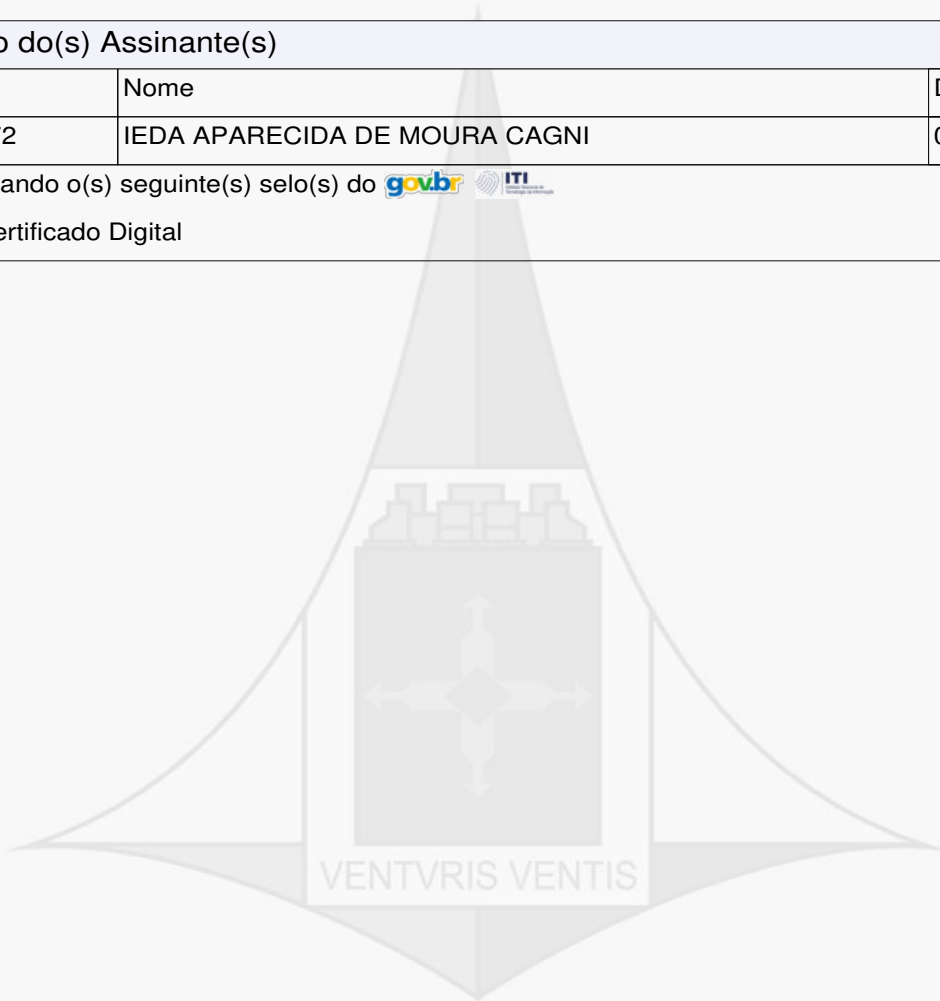 o do(s) Assinante(s)
Nome
72 IEDA APARECIDA DE MOURA CAGNI
ando o(s) seguinte(s) selo(s) do gov.br ITI
ertificado Digital
VENTVRIS VENTIS